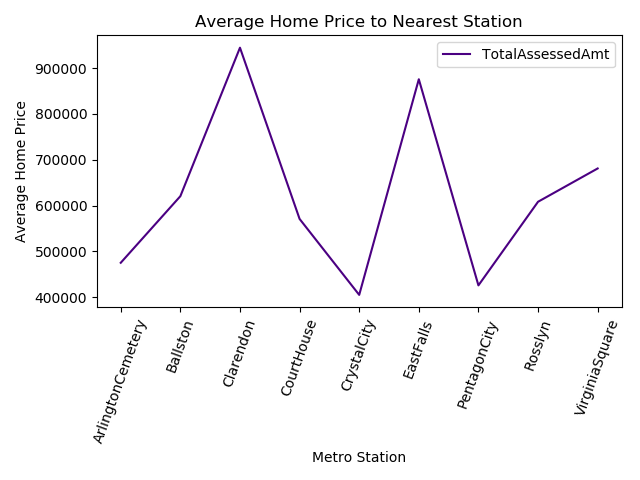 Average Home Price to Nearest Station
TotalAssessedAmt
Average Home Price
900000
800000
700000
600000
500000
400000
ArlingtonCemetery
Ballston
Clarendon
CourtHouse
CrystalCity
EastFalls
PentagonCity
Rosslyn
VirginiaSquare
Metro Station